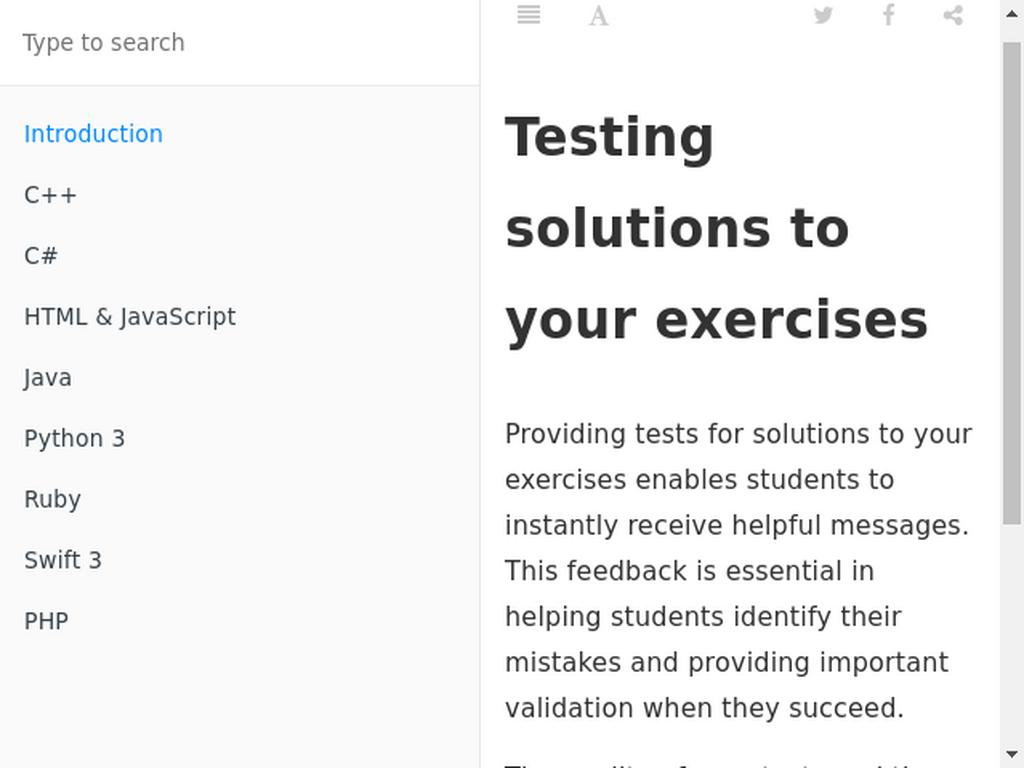 Type to search
Introduction
C++
C#
HTML & JavaScript
Java
Python 3
Ruby
Swift 3
PHP
Testing
solutions to
your exercises
Providing tests for solutions to your
exercises enables students to
instantly receive helpful messages.
This feedback is essential in
helping students identify their
mistakes and providing important
validation when they succeed.